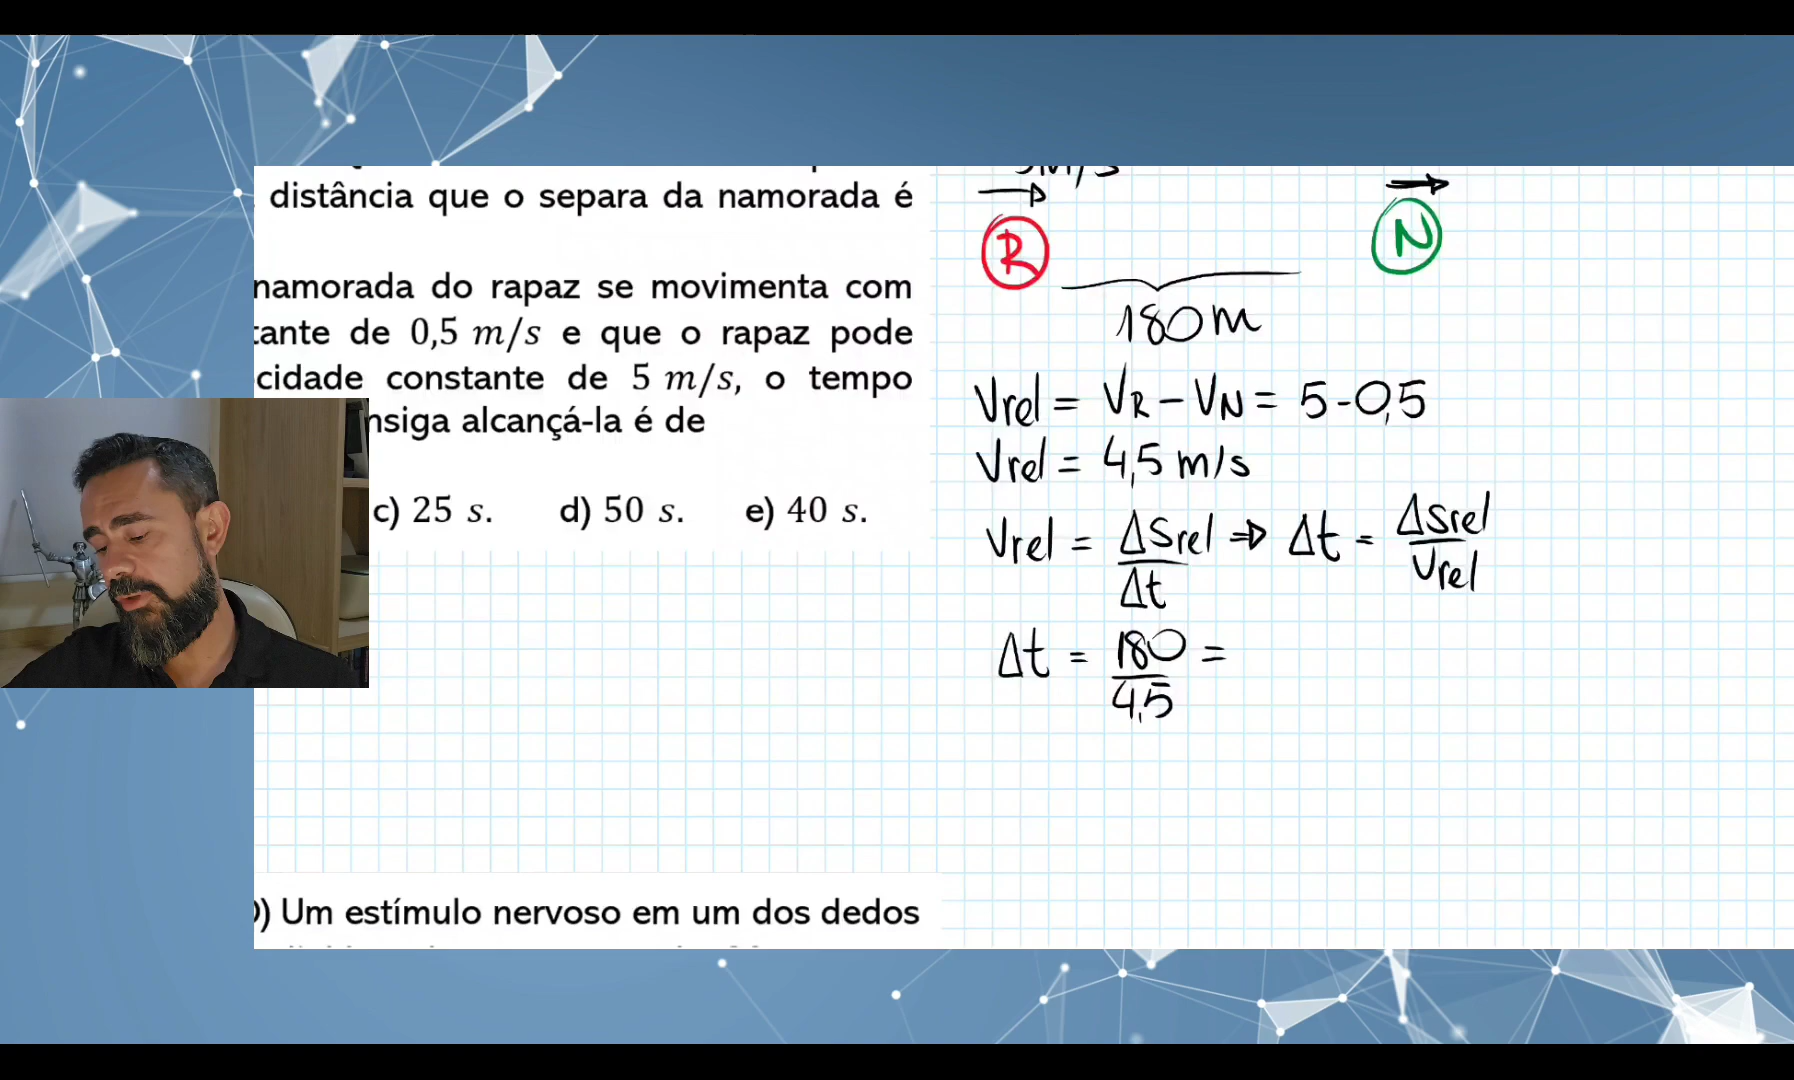 distância que o separa da namorada é
namorada do rapaz se movimenta com
tante de 0,5 m/s e que o rapaz pode
cidade constante de 5 m/s, o tempo
nsiga alcançá-la é de
c) 25 s. d) 50 s. e) 40 s.
) Um estímulo nervoso em um dos dedos
m/s
R
N
180m
Vrel = VR - VN = 5 - 0,5
Vrel = 4,5 m/s
Vrel = ΔSrel/Δt ⇒ Δt = ΔSrel/Vrel
Δt = 180/4,5 =